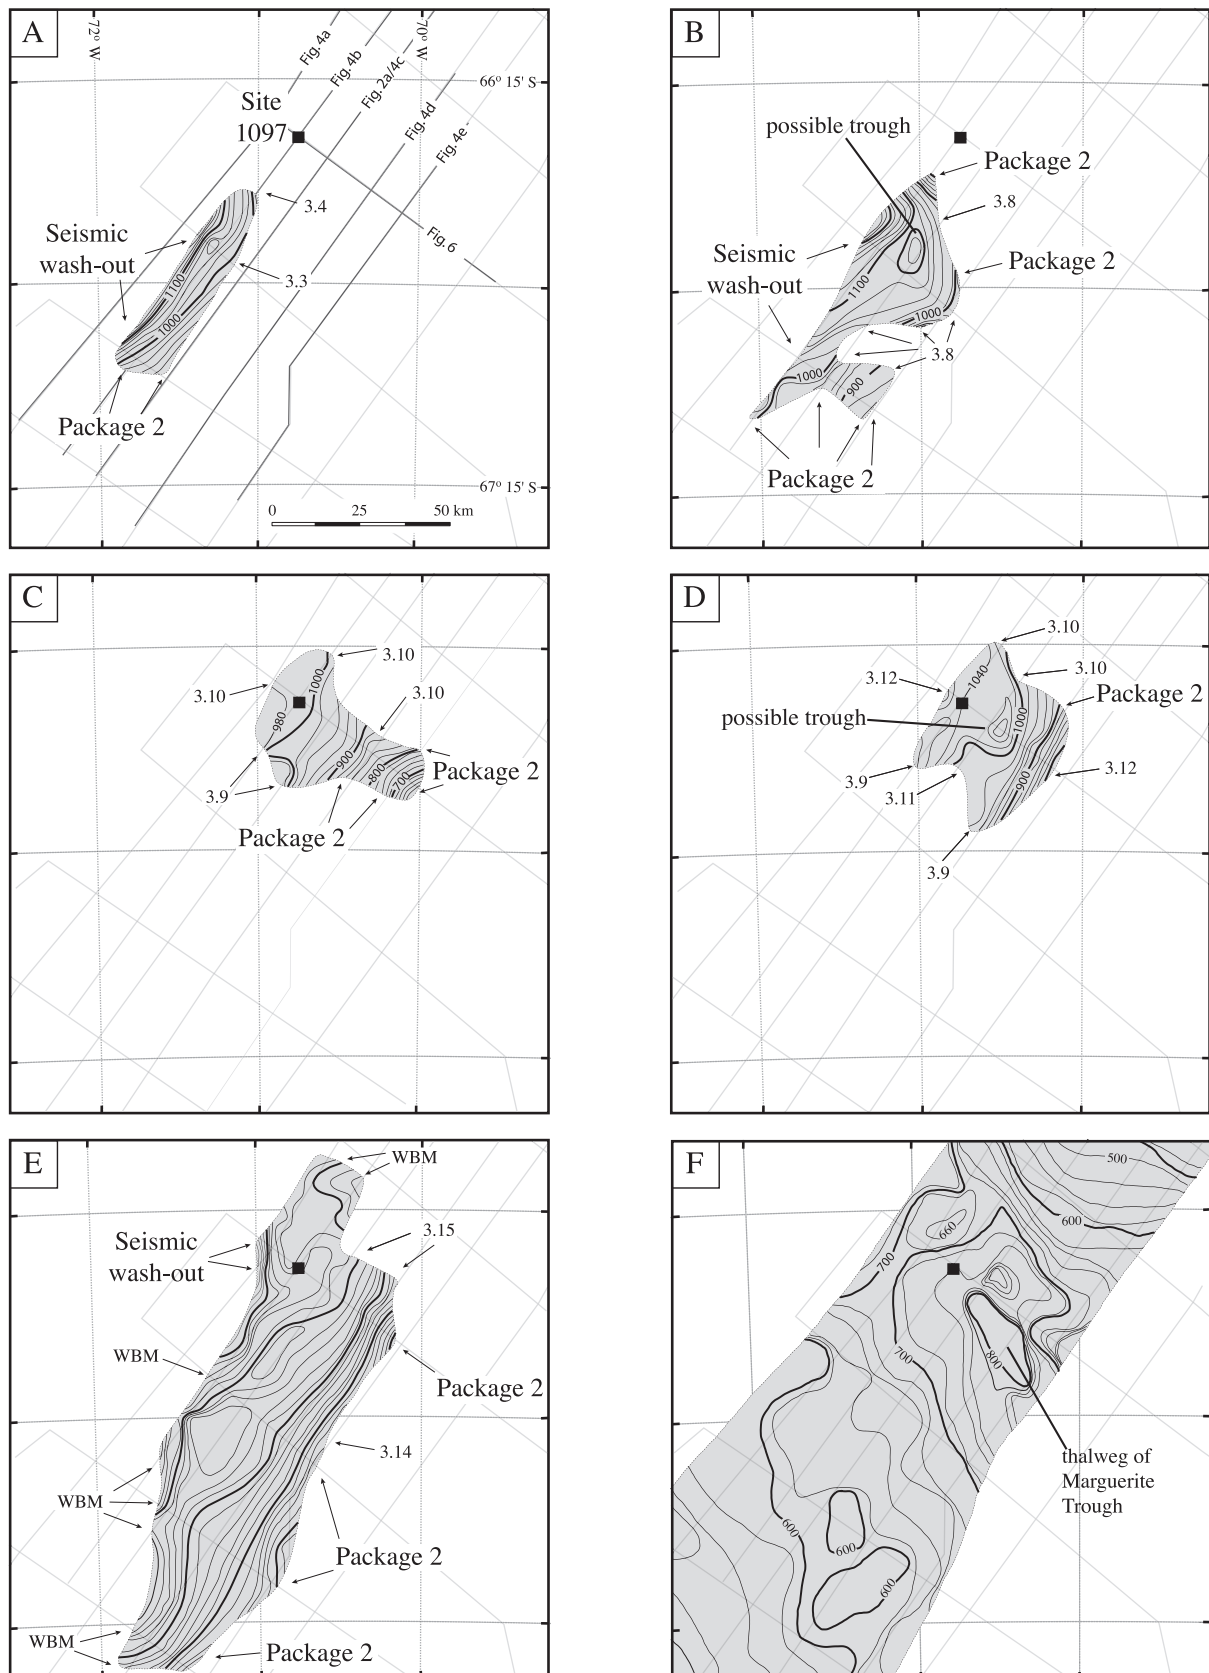 A
72° W
70° W
Fig.4a
Fig.4b
Fig.2a/4c
Fig.4d
Fig.4e
66° 15' S
Site
1097
3.4
Fig.6
Seismic
wash-out
3.3
1100
1000
Package 2
67° 15' S
0 25 50 km
B
possible trough
Package 2
3.8
Seismic
wash-out
Package 2
1100
1000
3.8
1000
900
Package 2
C
3.10
3.10
3.10
1000
980
900
800
700
Package 2
3.9
Package 2
D
3.10
3.10
3.12
1040
Package 2
possible trough
1000
3.12
3.9
900
3.11
3.9
E
WBM
3.15
Seismic
wash-out
WBM
Package 2
3.14
WBM
Package 2
WBM
Package 2
F
500
600
660
700
700
800
thalweg of
Marguerite
Trough
600
600
600